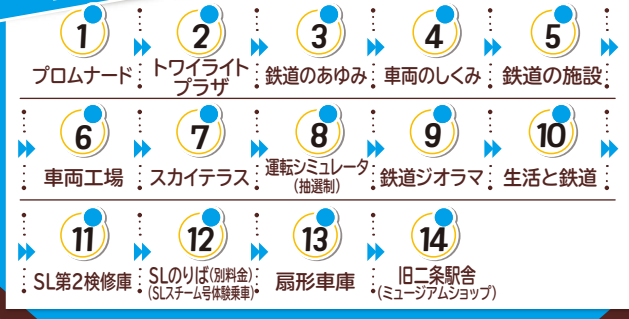 1 2 3 4 5
プロムナード トワイライト
プラザ 鉄道のあゆみ 車両のしくみ 鉄道の施設
6 7 8 9 10
車両工場 スカイテラス 運転シミュレータ
(抽選制) 鉄道ジオラマ 生活と鉄道
11 12 13 14
SL第2検修庫 SLのりば(別料金)
(SLスチーム号体験乗車) 扇形車庫 旧二条駅舎
(ミュージアムショップ)